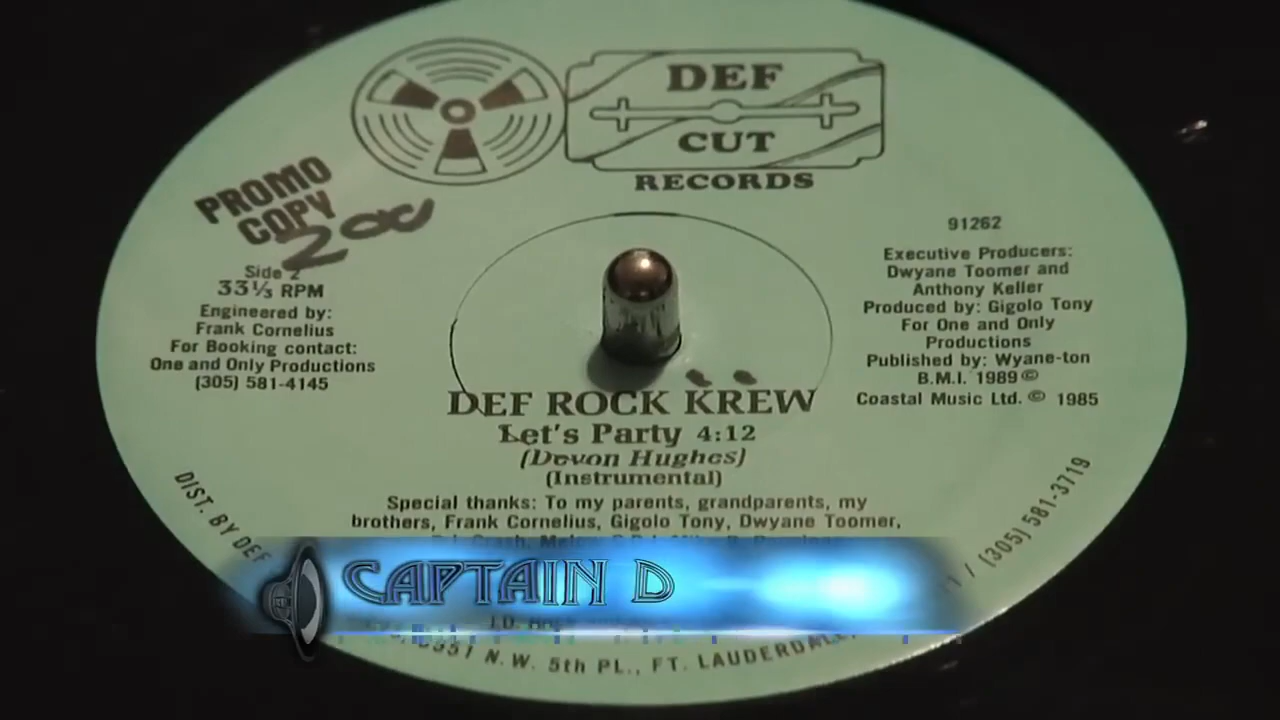 DEF
CUT
RECORDS
PROMO
COPY
200
Side 2
33⅓ RPM
Engineered by:
Frank Cornelius
For Booking contact:
One and Only Productions
(305) 581-4145
91262
Executive Producers:
Dwyane Toomer and
Anthony Keller
Produced by: Gigolo Tony
For One and Only
Productions
Published by: Wyane-ton
B.M.I. 1989©
Coastal Music Ltd. © 1985
DEF ROCK KREW
Let's Party 4:12
(Devon Hughes)
(Instrumental)
Special thanks: To my parents, grandparents, my
brothers, Frank Cornelius, Gigolo Tony, Dwyane Toomer,
CAPTAIN D
DIST. BY DEF
N.W. 5th PL., FT. LAUDERDALE,
/ (305) 581-3719